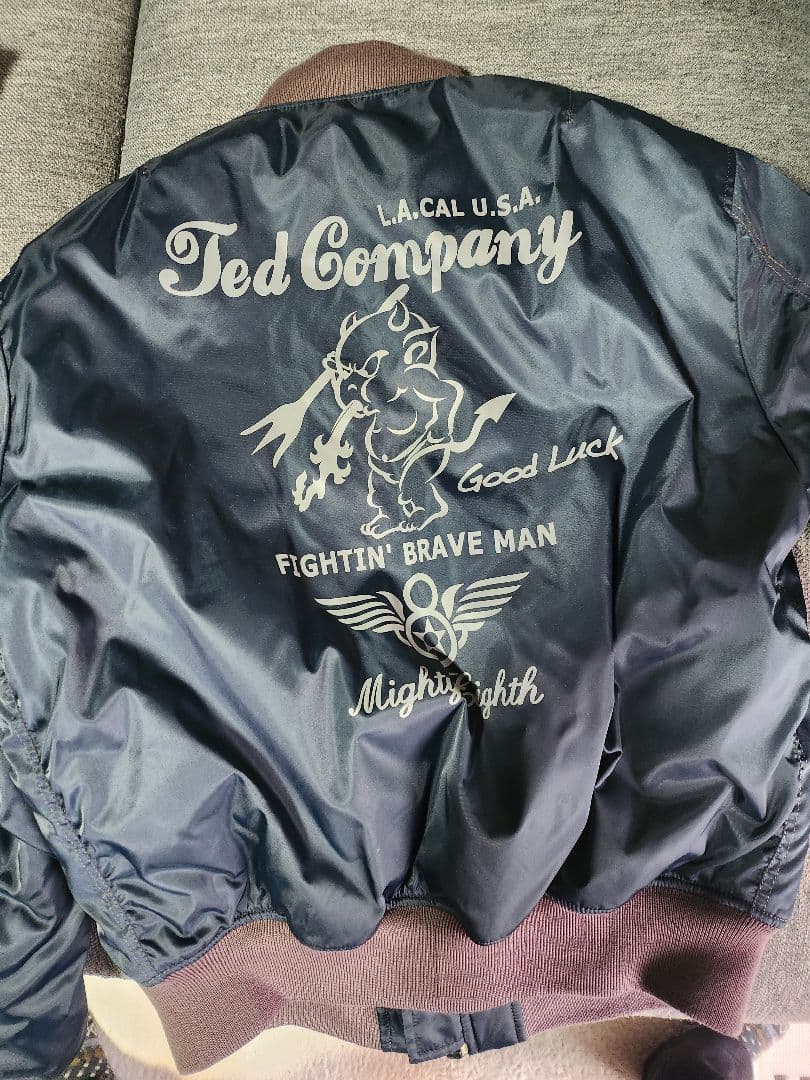 L.A.CAL U.S.A.
Ted Company
Good Luck
FIGHTIN' BRAVE MAN
8
Mighty Eighth